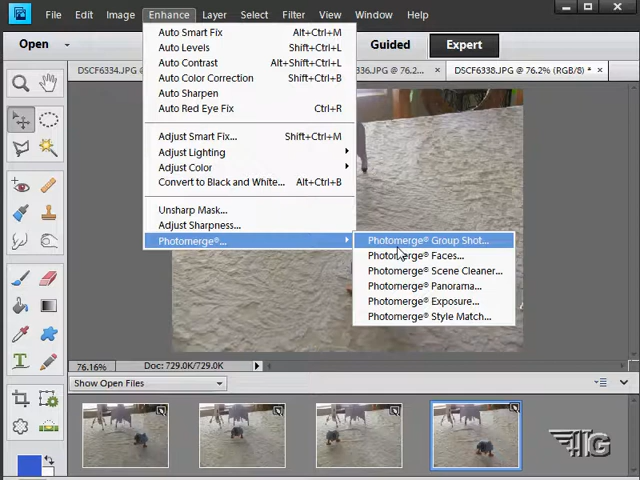 File Edit Image Enhance Layer Select Filter View Window Help
Open Guided Expert
DSCF6334.JPG @ 336.JPG @ 76.2... × DSCF6338.JPG @ 76.2% (RGB/8) * ×
Auto Smart Fix Alt+Ctrl+M
Auto Levels Shift+Ctrl+L
Auto Contrast Alt+Shift+Ctrl+L
Auto Color Correction Shift+Ctrl+B
Auto Sharpen
Auto Red Eye Fix Ctrl+R
Adjust Smart Fix... Shift+Ctrl+M
Adjust Lighting
Adjust Color
Convert to Black and White... Alt+Ctrl+B
Unsharp Mask...
Adjust Sharpness...
Photomerge®...
Photomerge® Group Shot...
Photomerge® Faces...
Photomerge® Scene Cleaner...
Photomerge® Panorama...
Photomerge® Exposure...
Photomerge® Style Match...
76.16% Doc: 729.0K/729.0K
Show Open Files